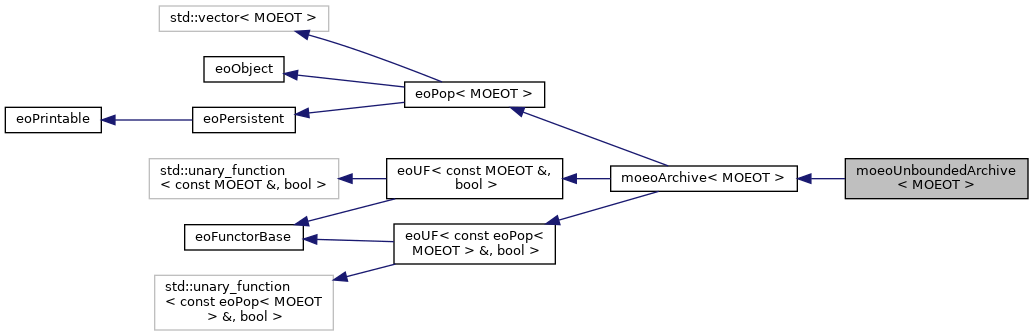 std::vector< MOEOT >
eoObject
eoPop< MOEOT >
eoPrintable
eoPersistent
std::unary_function
< const MOEOT &, bool >
eoUF< const MOEOT &,
bool >
moeoArchive< MOEOT >
moeoUnboundedArchive
< MOEOT >
eoFunctorBase
eoUF< const eoPop<
MOEOT > &, bool >
std::unary_function
< const eoPop< MOEOT
> &, bool >